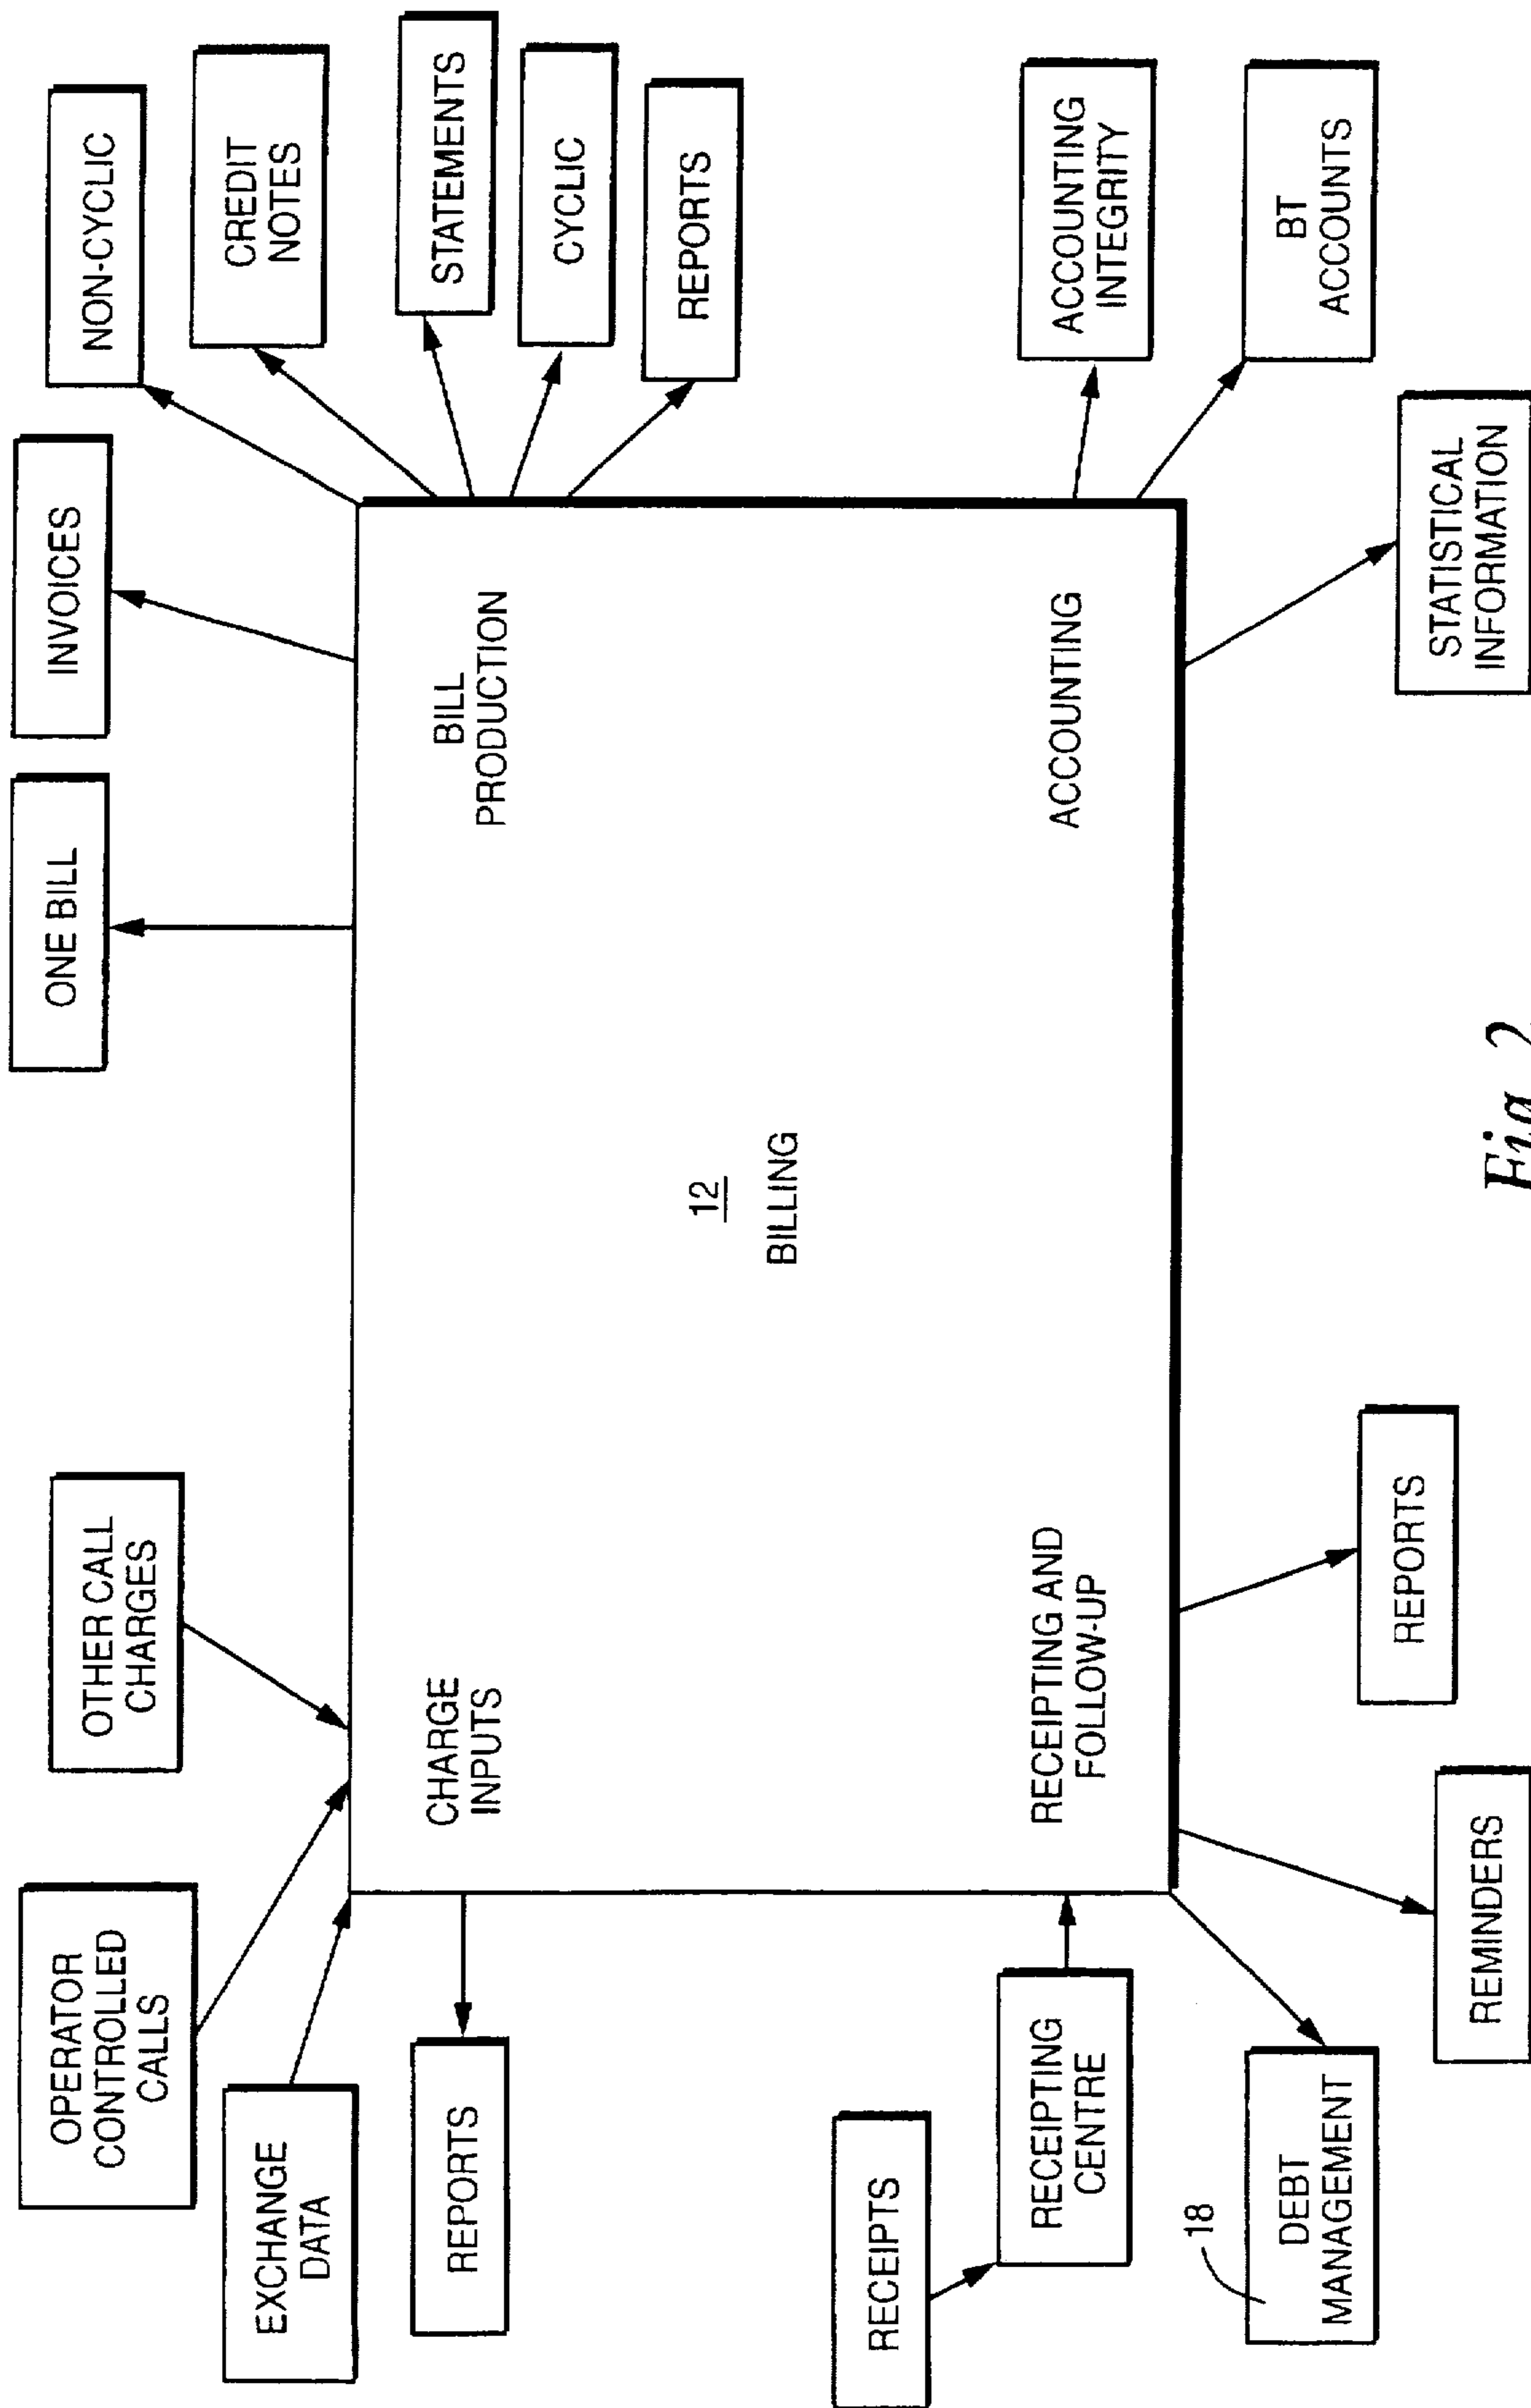 OPERATOR
CONTROLLED
CALLS
OTHER CALL
CHARGES
ONE BILL
INVOICES
NON-CYCLIC
EXCHANGE
DATA
CREDIT
NOTES
REPORTS
STATEMENTS
CHARGE
INPUTS
BILL
PRODUCTION
CYCLIC
REPORTS
12
BILLING
RECEIPTS
RECEIPTING
CENTRE
RECEIPTING AND
FOLLOW-UP
ACCOUNTING
ACCOUNTING
INTEGRITY
18
DEBT
MANAGEMENT
BT
ACCOUNTS
REMINDERS
REPORTS
STATISTICAL
INFORMATION
Fig. 2